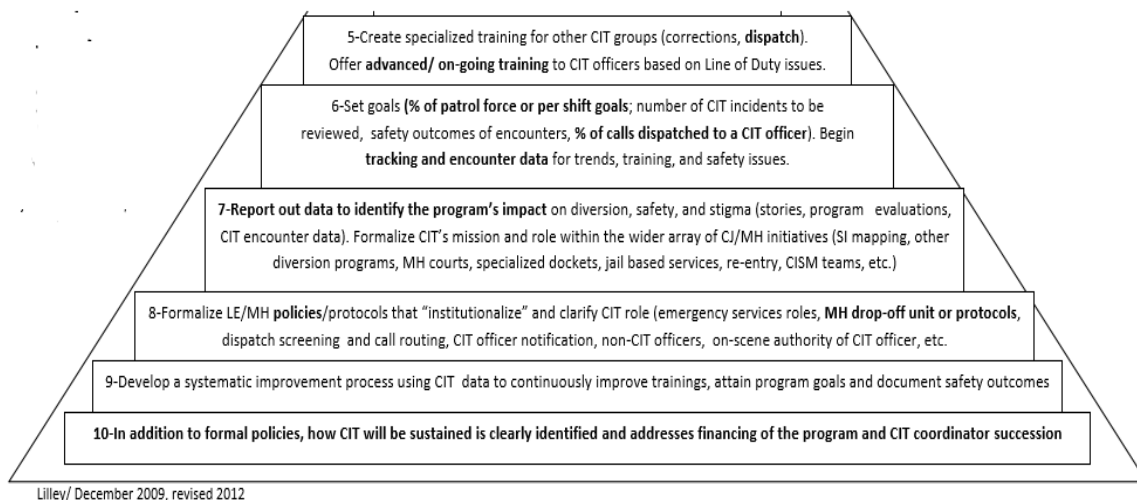 5-Create specialized training for other CIT groups (corrections, dispatch).
Offer advanced/ on-going training to CIT officers based on Line of Duty issues.
6-Set goals (% of patrol force or per shift goals; number of CIT incidents to be
reviewed, safety outcomes of encounters, % of calls dispatched to a CIT officer). Begin
tracking and encounter data for trends, training, and safety issues.
7-Report out data to identify the program's impact on diversion, safety, and stigma (stories, program evaluations,
CIT encounter data). Formalize CIT's mission and role within the wider array of CJ/MH initiatives (SI mapping, other
diversion programs, MH courts, specialized dockets, jail based services, re-entry, CISM teams, etc.)
8-Formalize LE/MH policies/protocols that "institutionalize" and clarify CIT role (emergency services roles, MH drop-off unit or protocols,
dispatch screening and call routing, CIT officer notification, non-CIT officers, on-scene authority of CIT officer, etc.
9-Develop a systematic improvement process using CIT data to continuously improve trainings, attain program goals and document safety outcomes
10-In addition to formal policies, how CIT will be sustained is clearly identified and addresses financing of the program and CIT coordinator succession
Lilley/ December 2009, revised 2012